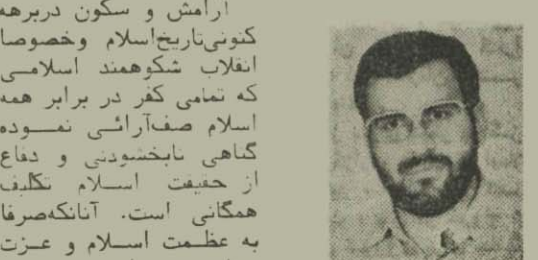 آرامش و سکون دربرهه
کنونی‌تاریخ‌اسلام وخصوصا
انقلاب شکوهمند اسلامی
که تمامی کفر در برابر همه
اسلام صف‌آرائی نموده
گناهی نابخشودنی و دفاع
از حقیقت اسلام تکلیف
همگانی است. آنانکه‌صرفا
به عظمت اسلام و عزت